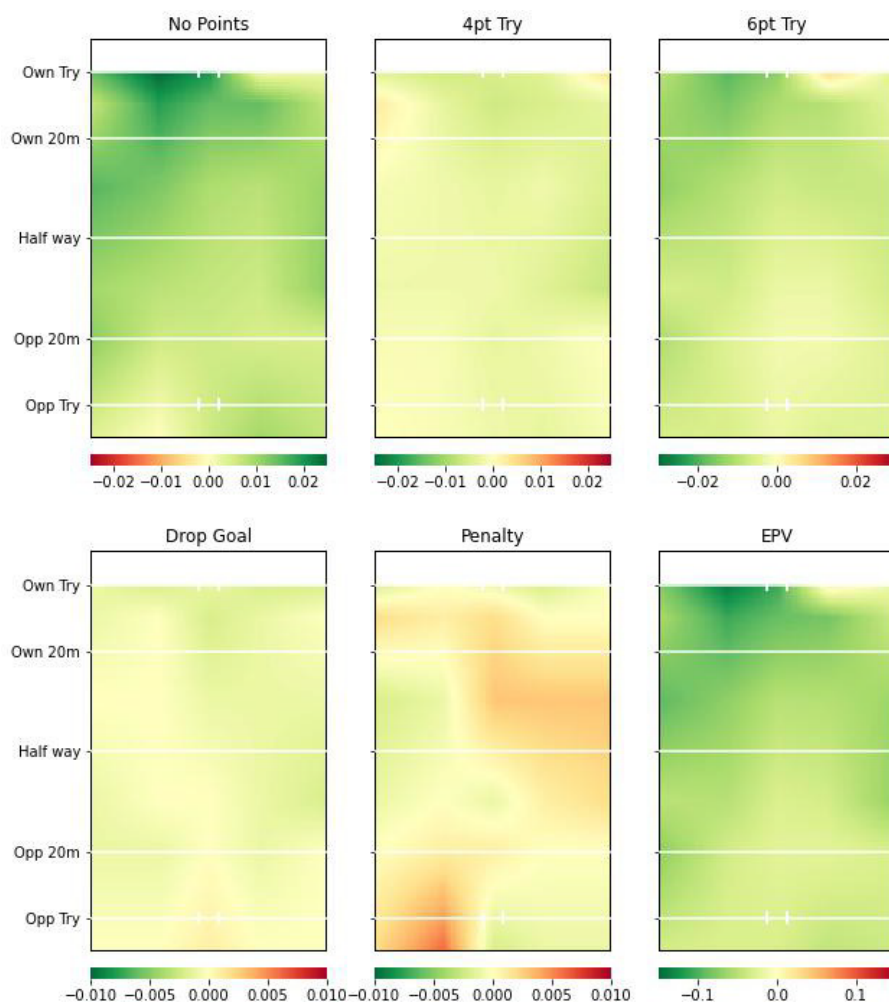 No Points 4pt Try 6pt Try
Own Try
Own 20m
Half way
Opp 20m
Opp Try
−0.02 −0.01 0.00 0.01 0.02 −0.02 −0.01 0.00 0.01 0.02 −0.02 0.00 0.02
Drop Goal Penalty EPV
Own Try
Own 20m
Half way
Opp 20m
Opp Try
−0.010 −0.005 0.000 0.005 0.010 −0.010 −0.005 0.000 0.005 0.010 −0.1 0.0 0.1